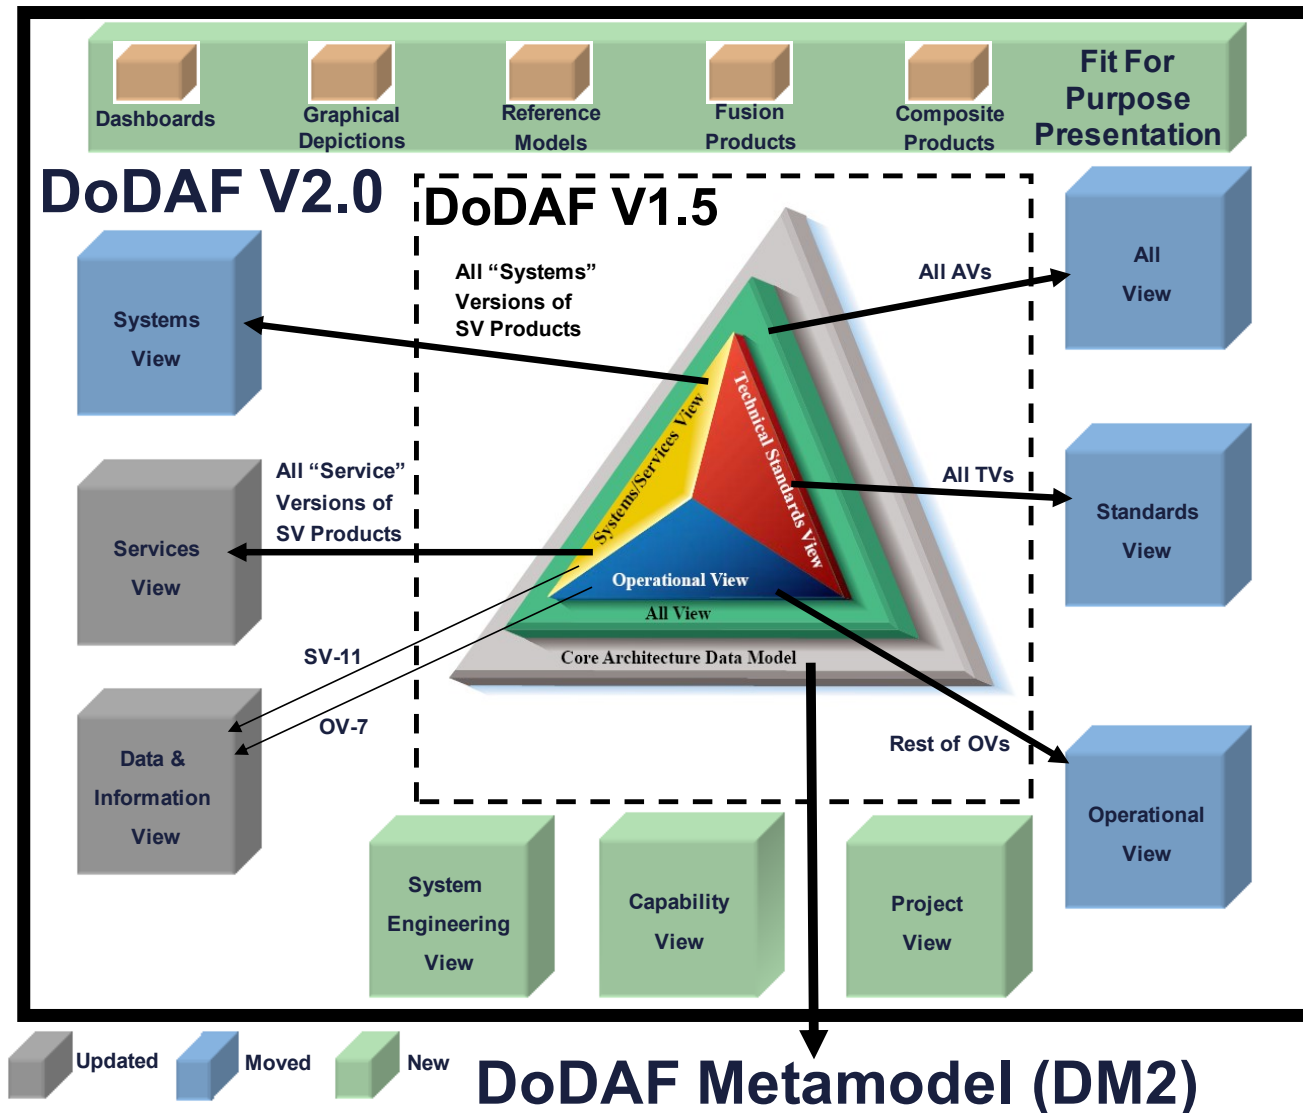 Fit For
Purpose
Presentation
Dashboards
Graphical
Depictions
Reference
Models
Fusion
Products
Composite
Products
DoDAF V2.0
DoDAF V1.5
All “Systems”
Versions of
SV Products
All AVs
All
View
Systems
View
Technical Standards View
Systems/Services View
All “Service”
Versions of
SV Products
All TVs
Standards
View
Services
View
Operational View
All View
Core Architecture Data Model
SV-11
OV-7
Rest of OVs
Data &
Information
View
Operational
View
System
Engineering
View
Capability
View
Project
View
Updated
Moved
New
DoDAF Metamodel (DM2)